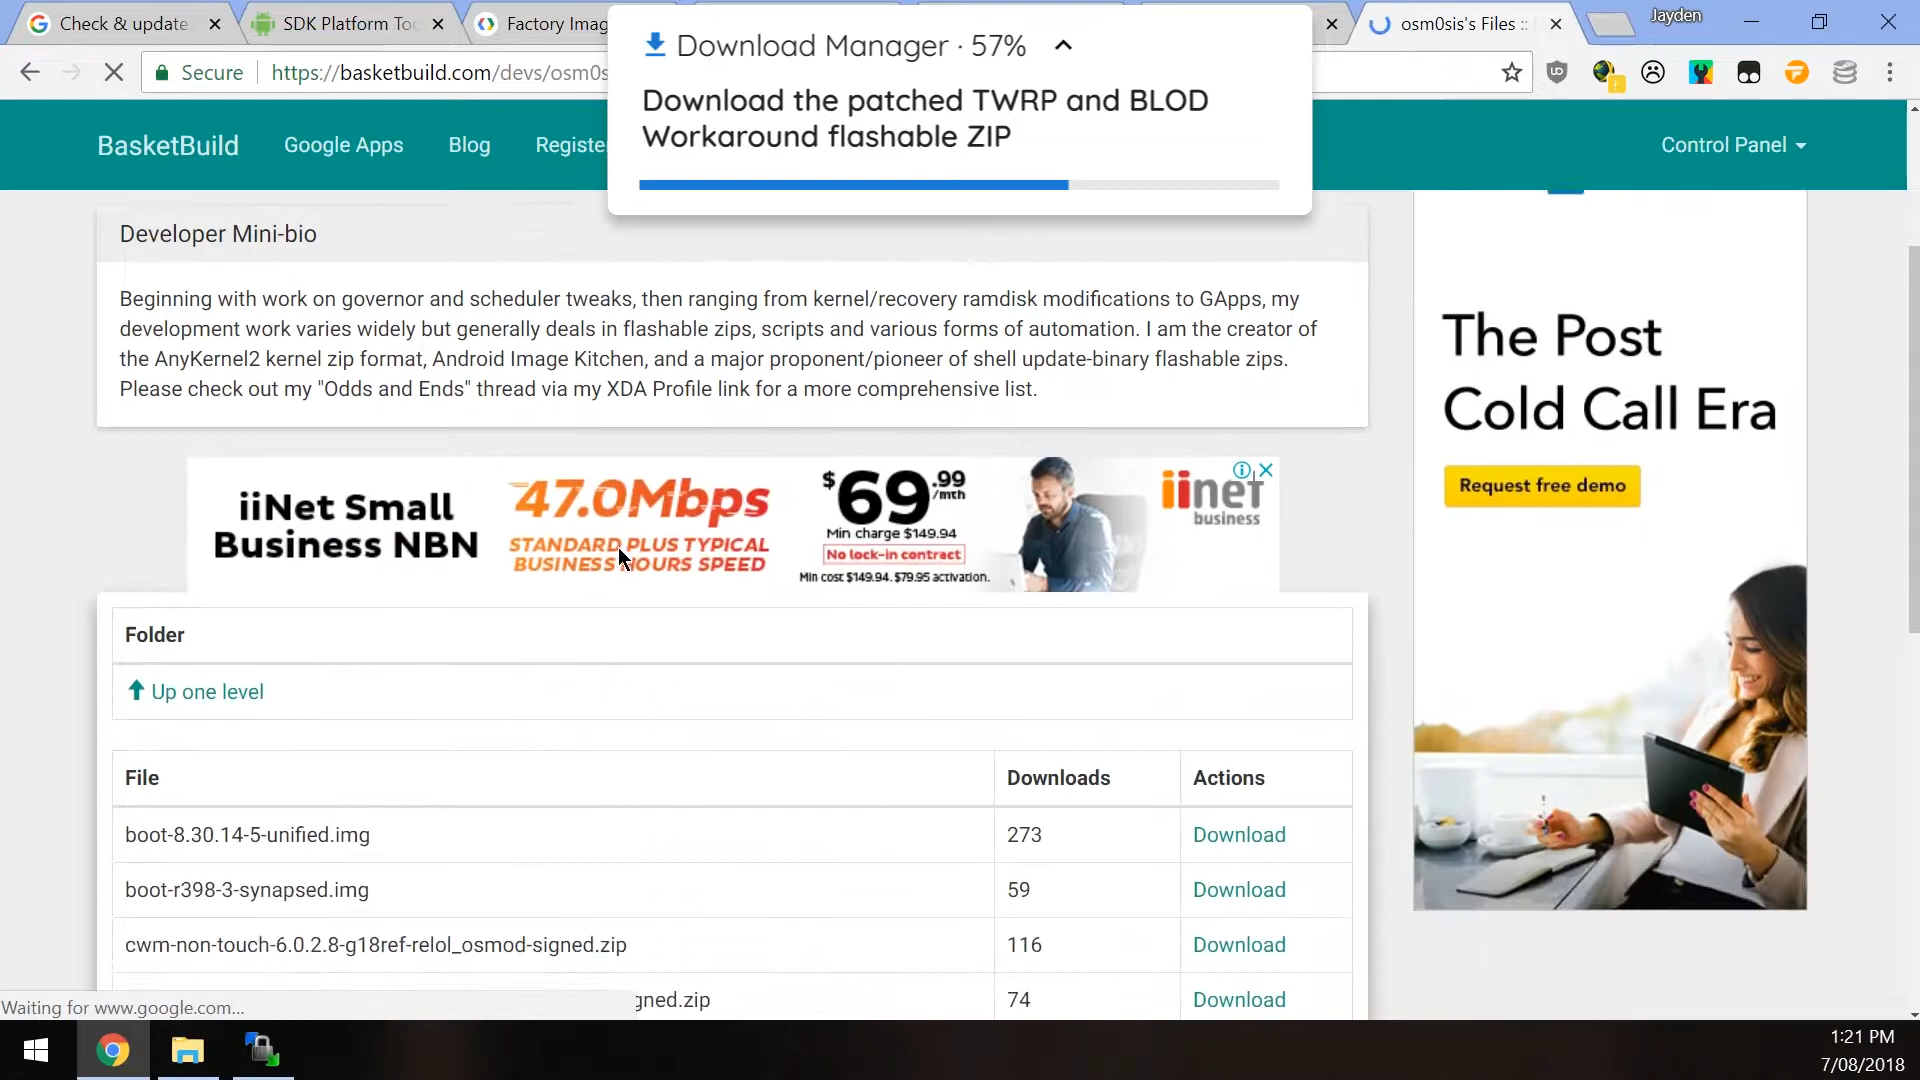 Check & update
SDK Platform Too
Factory Imag
osm0sis's Files ::
Jayden
Download Manager · 57%
Download the patched TWRP and BLOD
Workaround flashable ZIP
Secure
https://basketbuild.com/devs/osm0s
BasketBuild
Google Apps
Blog
Registe
Control Panel
Developer Mini-bio
Beginning with work on governor and scheduler tweaks, then ranging from kernel/recovery ramdisk modifications to GApps, my
development work varies widely but generally deals in flashable zips, scripts and various forms of automation. I am the creator of
the AnyKernel2 kernel zip format, Android Image Kitchen, and a major proponent/pioneer of shell update-binary flashable zips.
Please check out my "Odds and Ends" thread via my XDA Profile link for a more comprehensive list.
iiNet Small
Business NBN
47.0Mbps
STANDARD PLUS TYPICAL
BUSINESS HOURS SPEED
$69.99/mth
Min charge $149.94
No lock-in contract
Min cost $149.94. $79.95 activation.
iinet
business
The Post
Cold Call Era
Request free demo
Folder
Up one level
File
Downloads
Actions
boot-8.30.14-5-unified.img
273
Download
boot-r398-3-synapsed.img
59
Download
cwm-non-touch-6.0.2.8-g18ref-relol_osmod-signed.zip
116
Download
gned.zip
74
Download
Waiting for www.google.com...
1:21 PM
7/08/2018